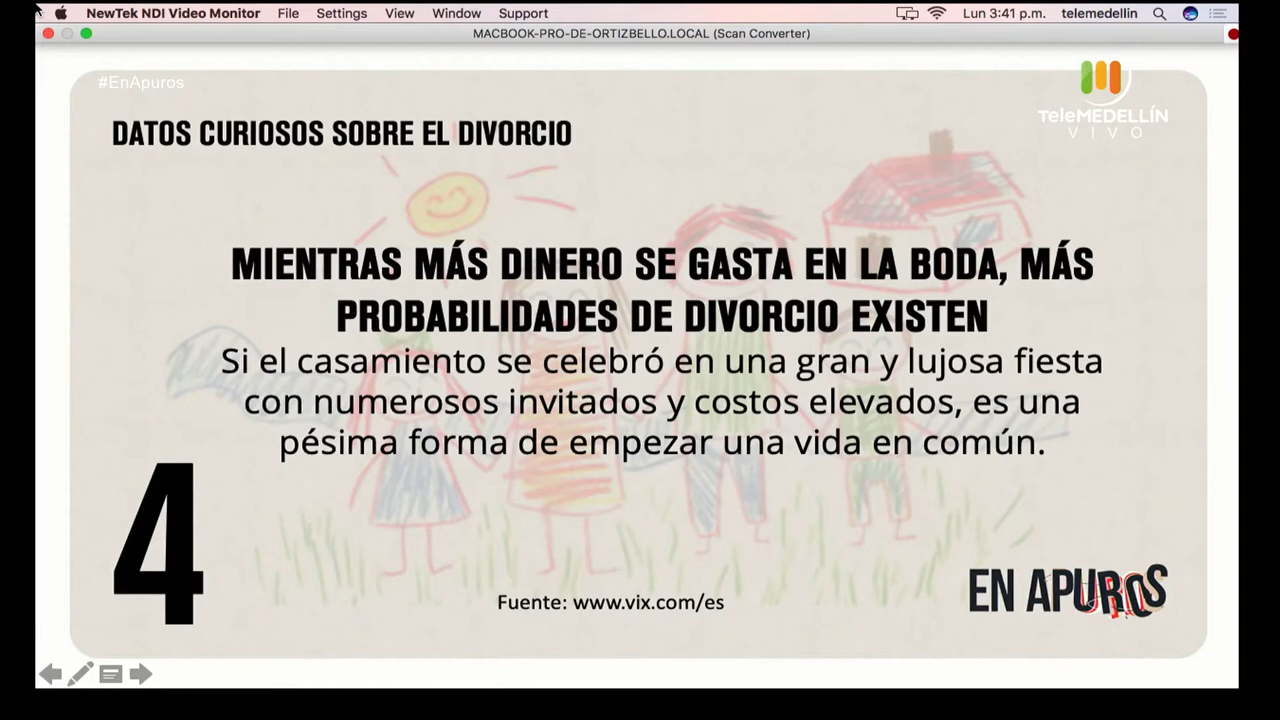 NewTek NDI Video Monitor File Settings View Window Support Lun 3:41 p.m. telemedellin
MACBOOK-PRO-DE-ORTIZBELLO.LOCAL (Scan Converter)
#EnApuros
TeleMEDELLÍN
VIVO
DATOS CURIOSOS SOBRE EL DIVORCIO
MIENTRAS MÁS DINERO SE GASTA EN LA BODA, MÁS
PROBABILIDADES DE DIVORCIO EXISTEN
Si el casamiento se celebró en una gran y lujosa fiesta
con numerosos invitados y costos elevados, es una
pésima forma de empezar una vida en común.
4
Fuente: www.vix.com/es
EN APUROS